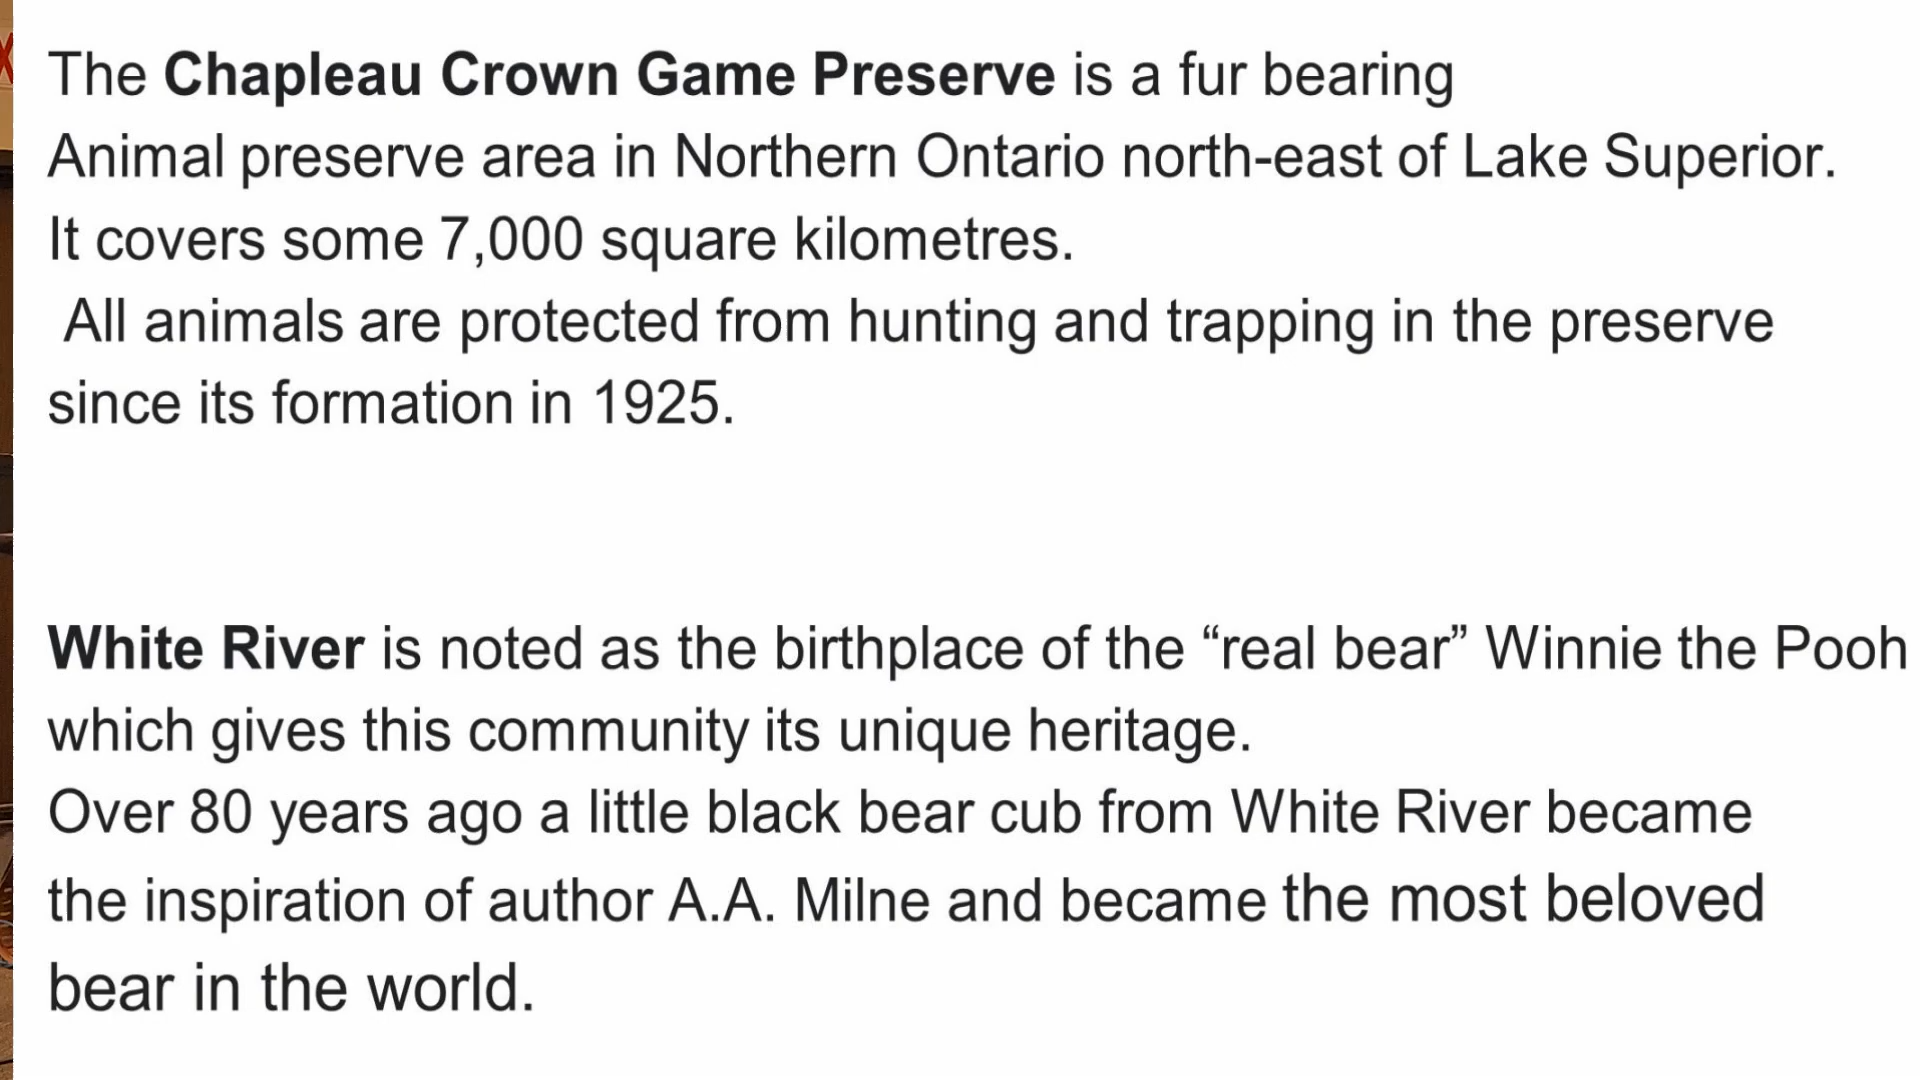 The Chapleau Crown Game Preserve is a fur bearing
Animal preserve area in Northern Ontario north-east of Lake Superior.
It covers some 7,000 square kilometres.
All animals are protected from hunting and trapping in the preserve
since its formation in 1925.
White River is noted as the birthplace of the “real bear” Winnie the Pooh
which gives this community its unique heritage.
Over 80 years ago a little black bear cub from White River became
the inspiration of author A.A. Milne and became the most beloved
bear in the world.